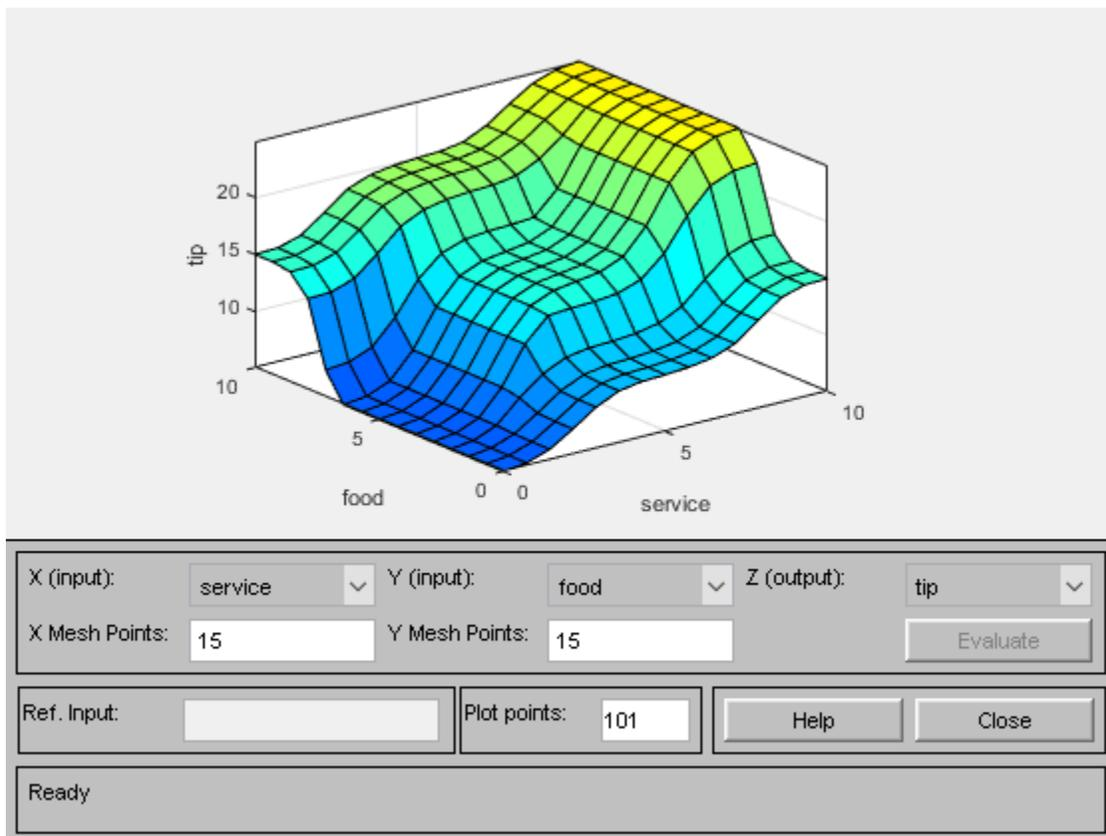 20
tip
15
10
10
5
0
food
0
5
10
service
X (input):
service
Y (input):
food
Z (output):
tip
X Mesh Points:
15
Y Mesh Points:
15
Evaluate
Ref. Input:
Plot points:
101
Help
Close
Ready